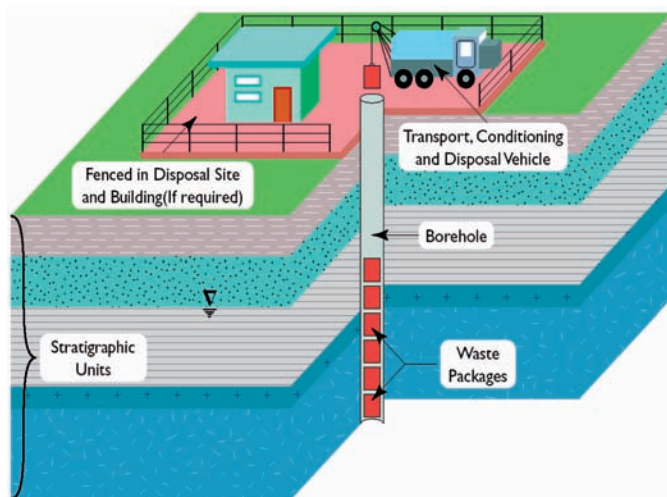 Transport, Conditioning
and Disposal Vehicle
Fenced in Disposal Site
and Building(If required)
Borehole
Stratigraphic
Units
Waste
Packages